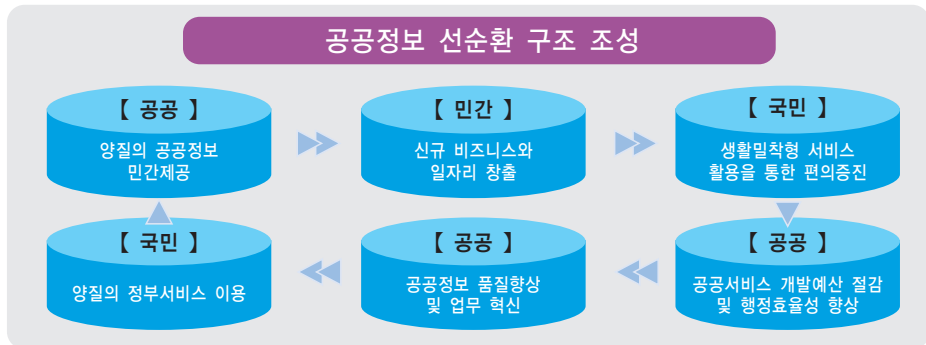 공공정보 선순환 구조 조성
【 공공 】
양질의 공공정보
민간제공
【 민간 】
신규 비즈니스와
일자리 창출
【 국민 】
생활밀착형 서비스
활용을 통한 편의증진
【 국민 】
양질의 정부서비스 이용
【 공공 】
공공정보 품질향상
및 업무 혁신
【 공공 】
공공서비스 개발예산 절감
및 행정효율성 향상